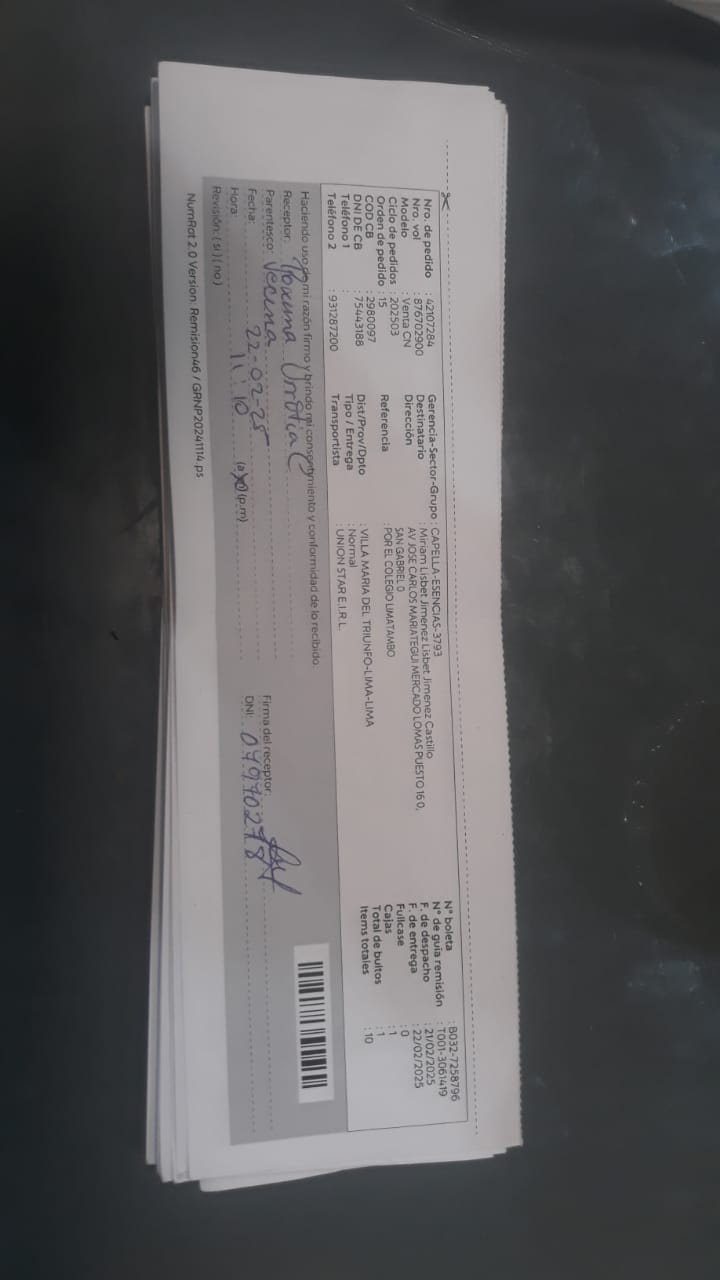 Nro. de pedido : 42107284
Nro. vol : 876702900
Modelo : Venta CN
Ciclo de pedidos : 202503
Orden de pedido : 15
COD CB : 2980097
DNI DE CB : 75443188
Teléfono 1 :
Teléfono 2 : 931287200
Gerencia-Sector-Grupo : CAPELLA-ESENCIAS-3793
Destinatario : Miriam Lisbet Jimenez Lisbet Jimenez Castillo
Dirección : AV JOSE CARLOS MARIATEGUI MERCADO LOMAS PUESTO 16 0,
SAN GABRIEL 0
Referencia : POR EL COLEGIO LIMATAMBO
Dist/Prov/Dpto : VILLA MARIA DEL TRIUNFO-LIMA-LIMA
Tipo / Entrega : Normal
Transportista : UNION STAR E.I.R.L.
N° boleta : B032-7258796
N° de guia remisión : T001-3061419
F. de despacho : 21/02/2025
F. de entrega : 22/02/2025
Fullcase : 0
Cajas : 1
Total de bultos : 1
Items totales : 10
Haciendo uso de mi razón firmo y brindo mi consentimiento y conformidad de lo recibido.
Receptor: Urrotia C
Parentesco: Vecina
Fecha: 22-02-25
Hora: 11:10 (a.m) (p.m)
Revisión: ( si ) ( no )
Firma del receptor:
DNI:
NumRot 2.0 Version: Remision46 / GRNP20241114.ps